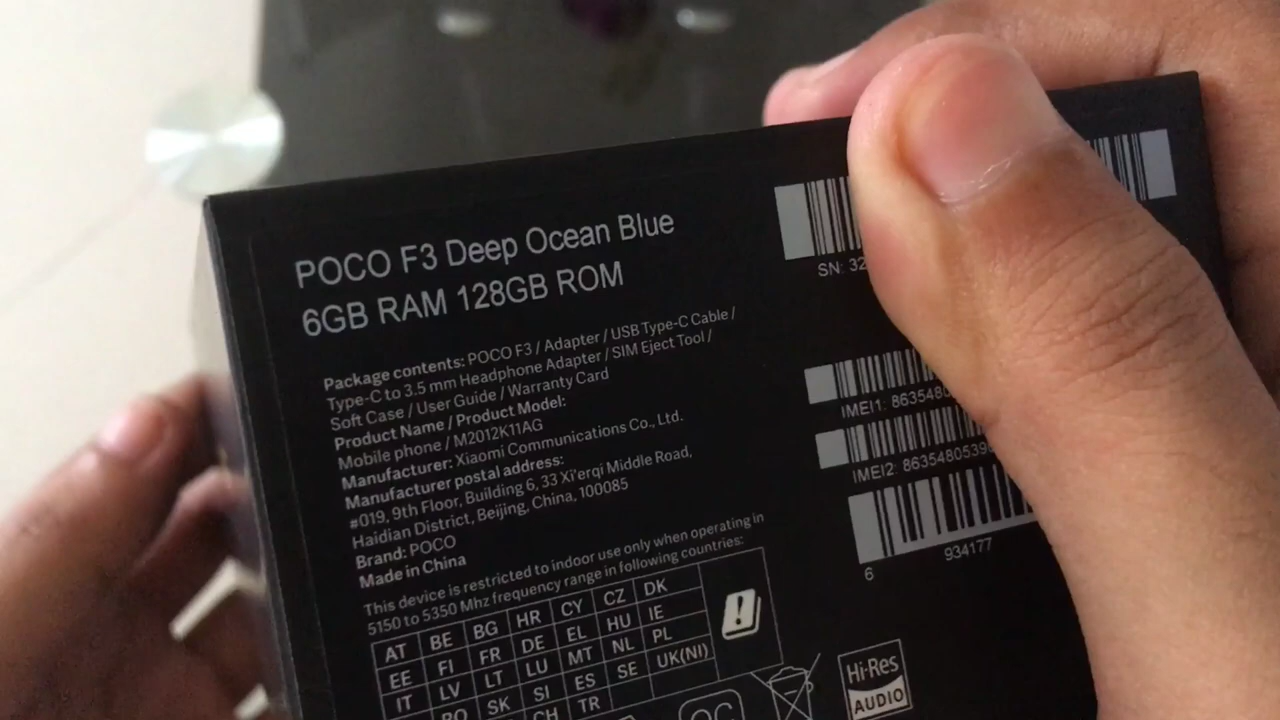 POCO F3 Deep Ocean Blue
6GB RAM 128GB ROM
Package contents: POCO F3 / Adapter / USB Type-C Cable /
Type-C to 3.5 mm Headphone Adapter / SIM Eject Tool /
Soft Case / User Guide / Warranty Card
Product Name / Product Model:
Mobile phone / M2012K11AG
Manufacturer: Xiaomi Communications Co., Ltd.
Manufacturer postal address:
#019, 9th Floor, Building 6, 33 Xi'erqi Middle Road,
Haidian District, Beijing, China, 100085
Brand: POCO
Made in China
This device is restricted to indoor use only when operating in
5150 to 5350 Mhz frequency range in following countries:
AT BE BG HR CY CZ DK
EE FI FR DE EL HU IE
IT LV LT LU MT NL PL
RO SK SI ES SE UK(NI)
CH TR
SN: 32
IMEI1: 863548
IMEI2: 8635480539
6 934177
Hi-Res
AUDIO